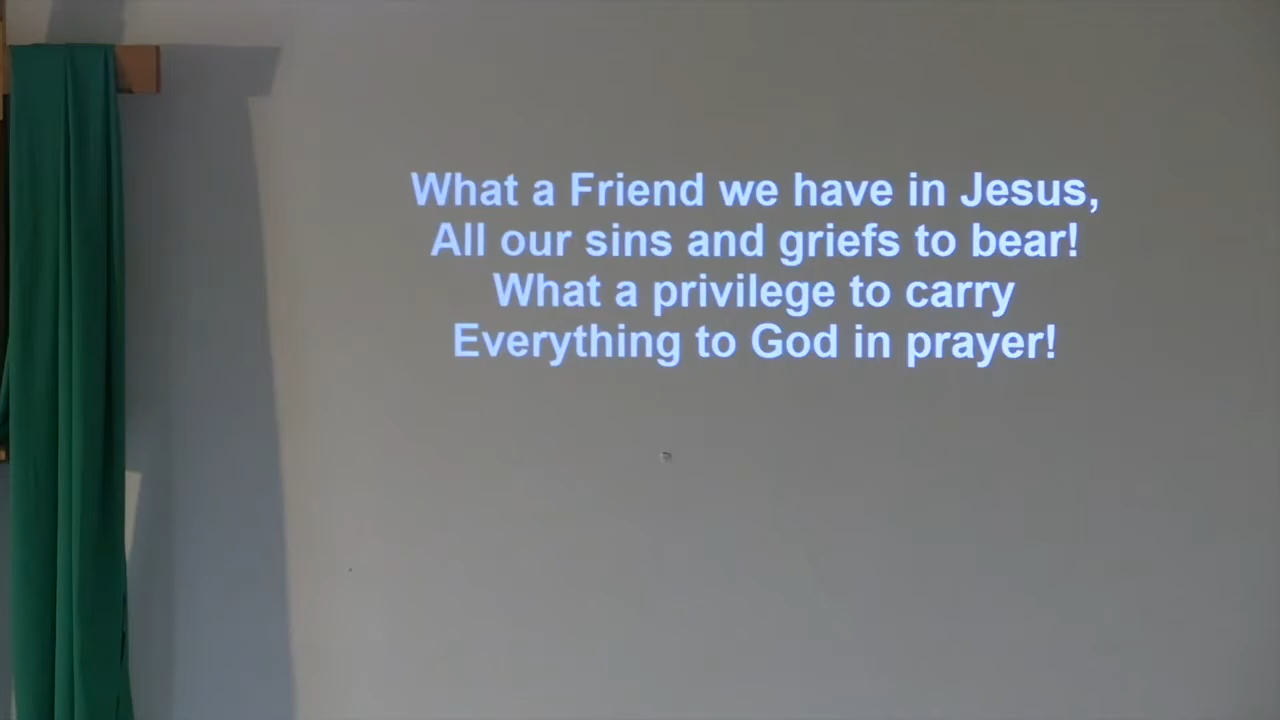 What a Friend we have in Jesus,
All our sins and griefs to bear!
What a privilege to carry
Everything to God in prayer!